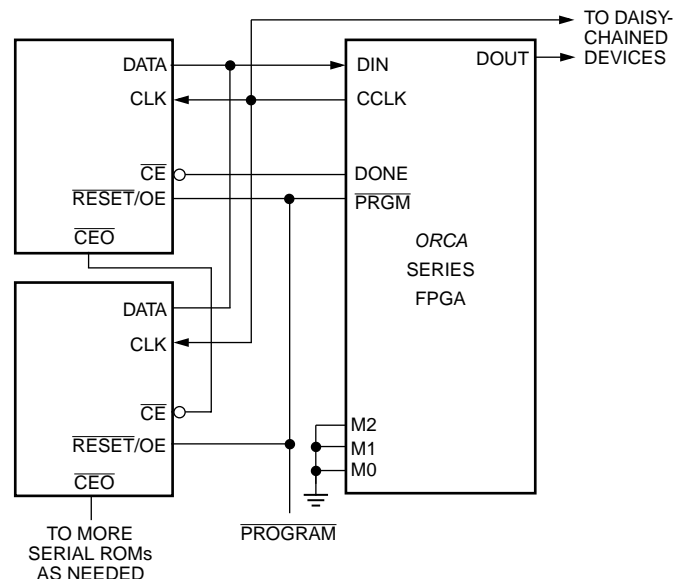 TO DAISY-
CHAINED
DEVICES
DATA
CLK
CE
RESET/OE
CEO
DIN
DOUT
CCLK
DONE
PRGM
ORCA
SERIES
FPGA
M2
M1
M0
DATA
CLK
CE
RESET/OE
CEO
TO MORE
SERIAL ROMs
AS NEEDED
PROGRAM